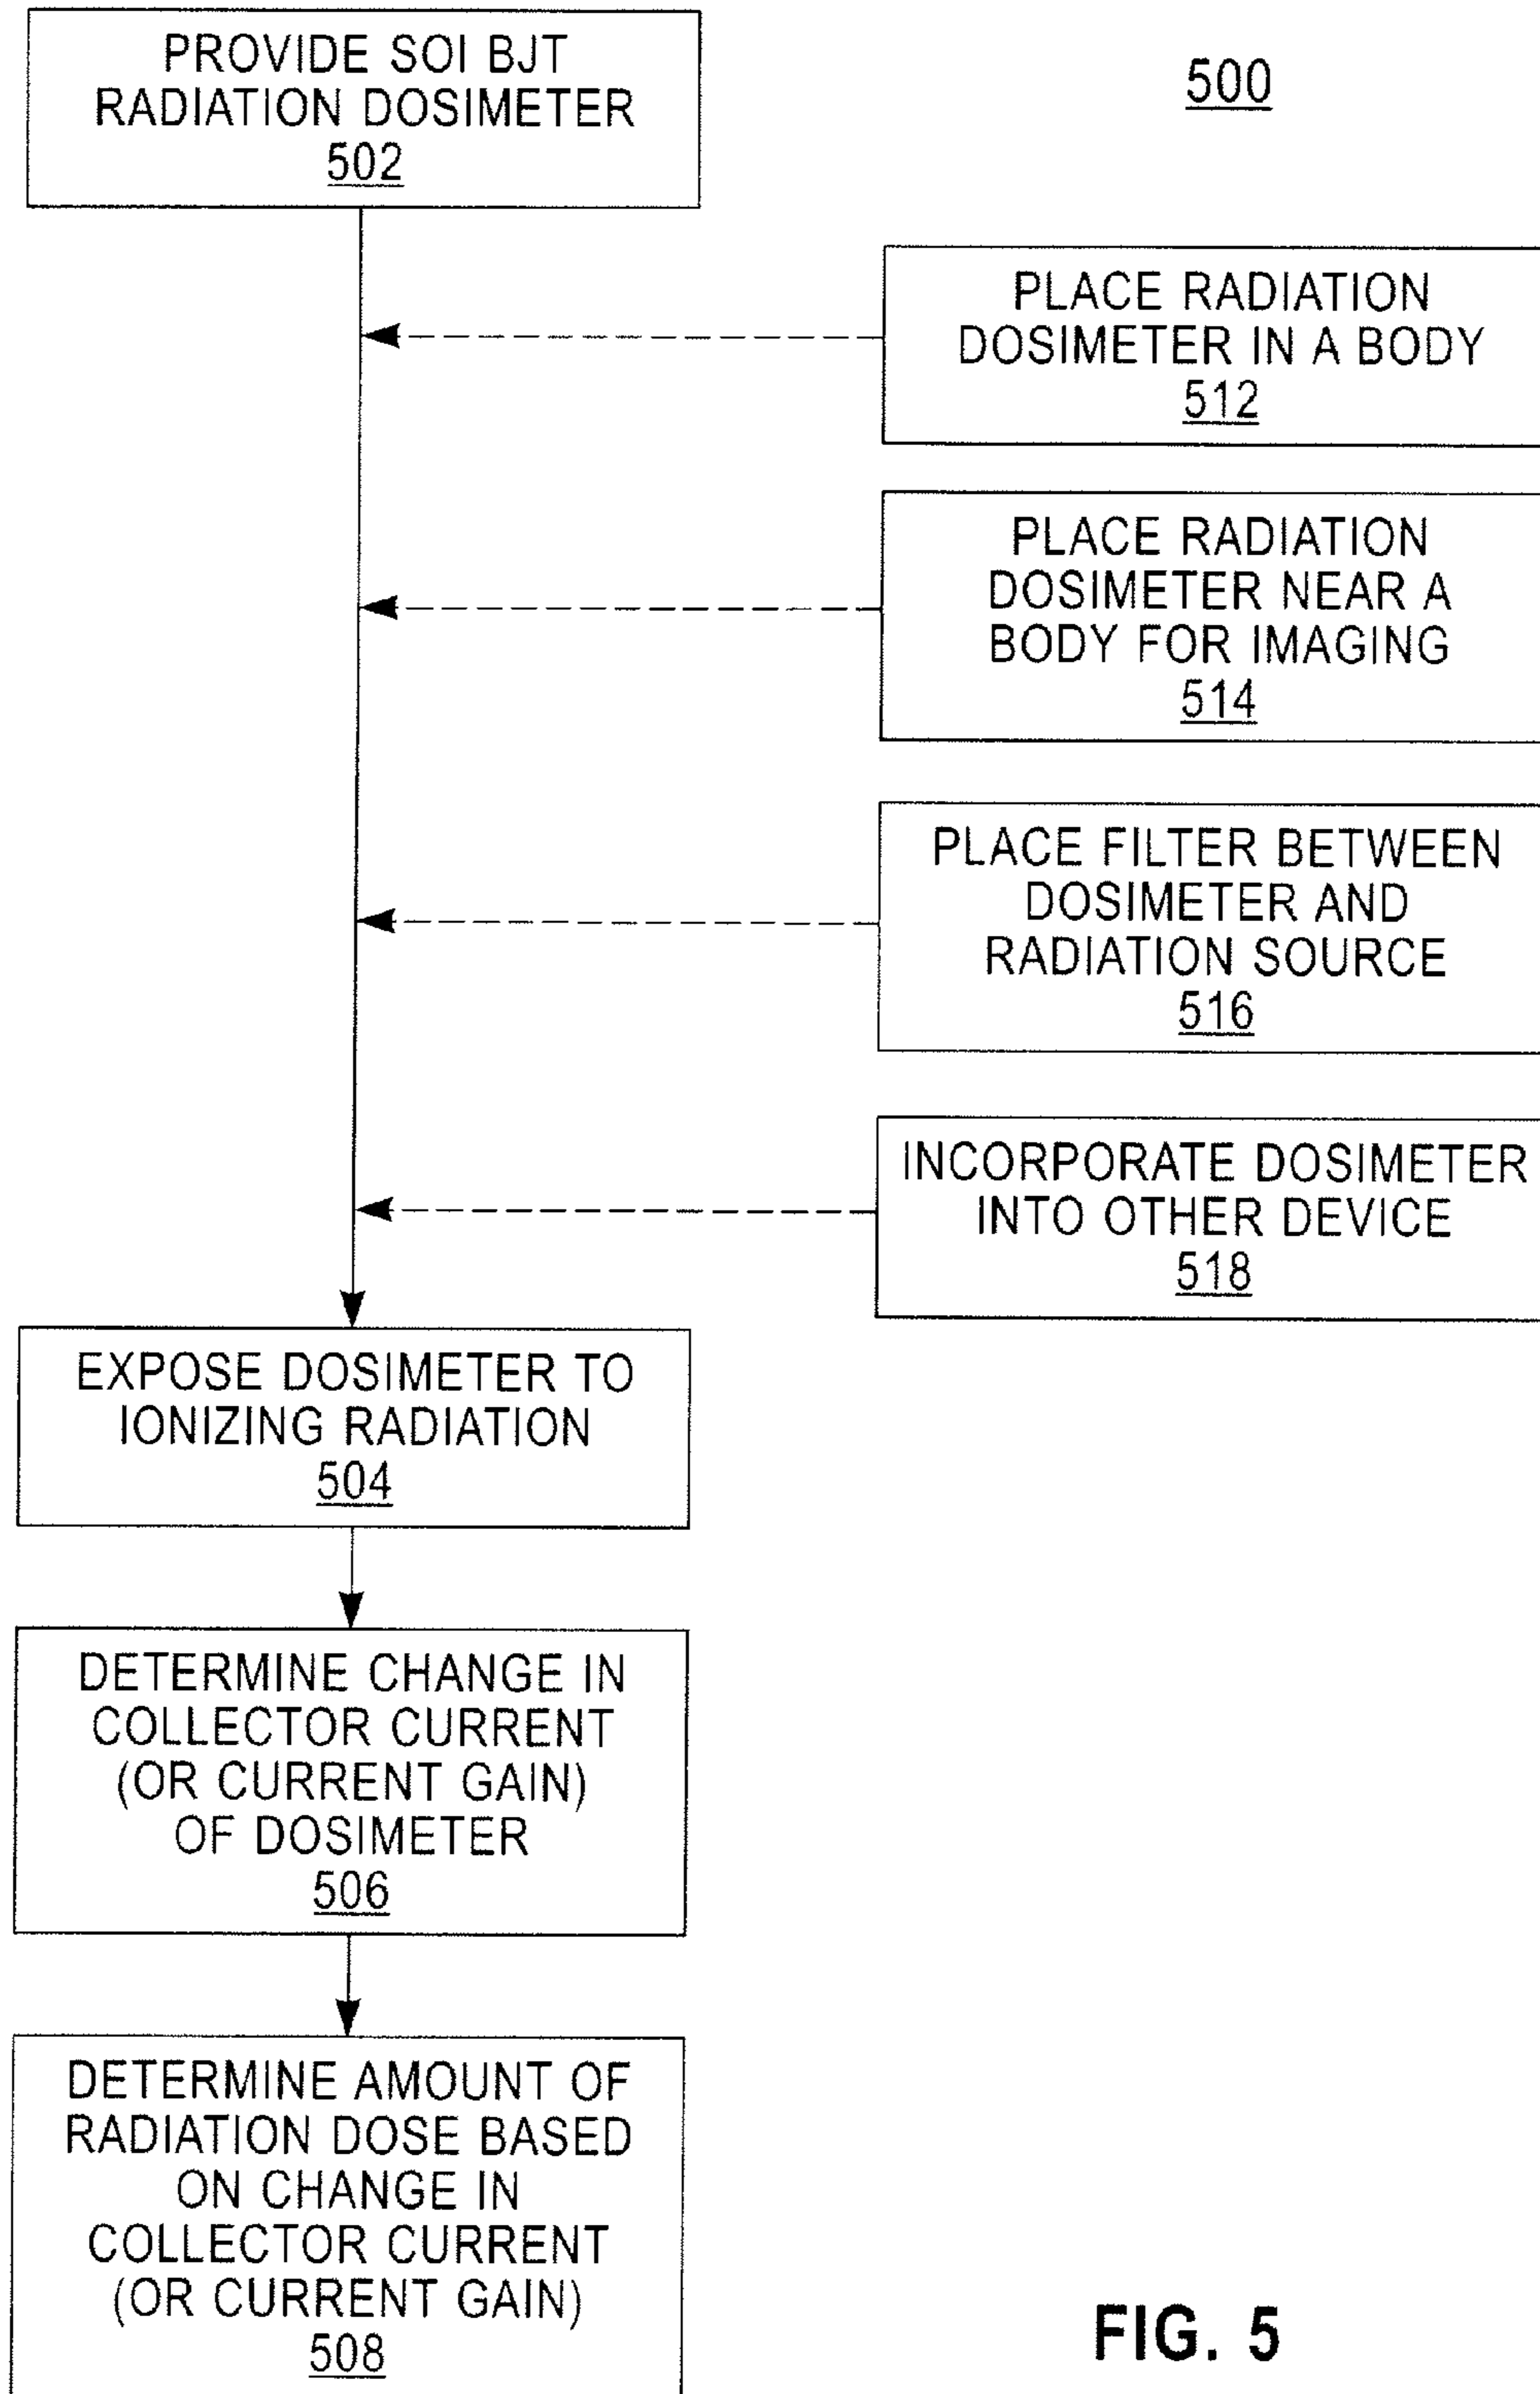 PROVIDE SOI BJT
RADIATION DOSIMETER
502
500
PLACE RADIATION
DOSIMETER IN A BODY
512
PLACE RADIATION
DOSIMETER NEAR A
BODY FOR IMAGING
514
PLACE FILTER BETWEEN
DOSIMETER AND
RADIATION SOURCE
516
INCORPORATE DOSIMETER
INTO OTHER DEVICE
518
EXPOSE DOSIMETER TO
IONIZING RADIATION
504
DETERMINE CHANGE IN
COLLECTOR CURRENT
(OR CURRENT GAIN)
OF DOSIMETER
506
DETERMINE AMOUNT OF
RADIATION DOSE BASED
ON CHANGE IN
COLLECTOR CURRENT
(OR CURRENT GAIN)
508
FIG. 5